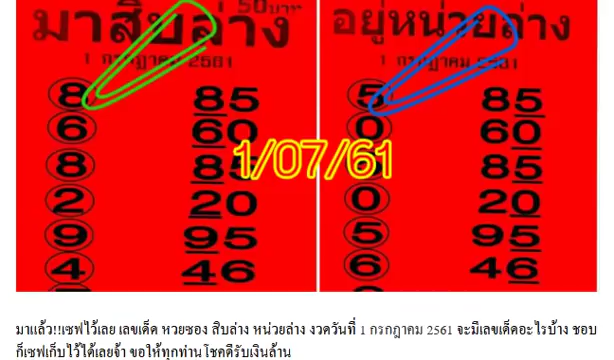 50บาท
มาสิบล่าง
1 กรกฎาคม 2561
8 85
6 60
8 85
2 20
9 95
4 46
อยู่หน่วยล่าง
1 กรกฎาคม 2561
5 85
0 60
5 85
0 20
5 95
6 46
1/07/61
มาแล้ว!!เซฟไว้เลย เลขเด็ด หวยซอง สิบล่าง หน่วยล่าง งวดวันที่ 1 กรกฎาคม 2561 จะมีเลขเด็ดอะไรบ้าง ชอบ
ก็เซฟเก็บไว้ได้เลยจ้า ขอให้ทุกท่านโชคดีรับเงินล้าน